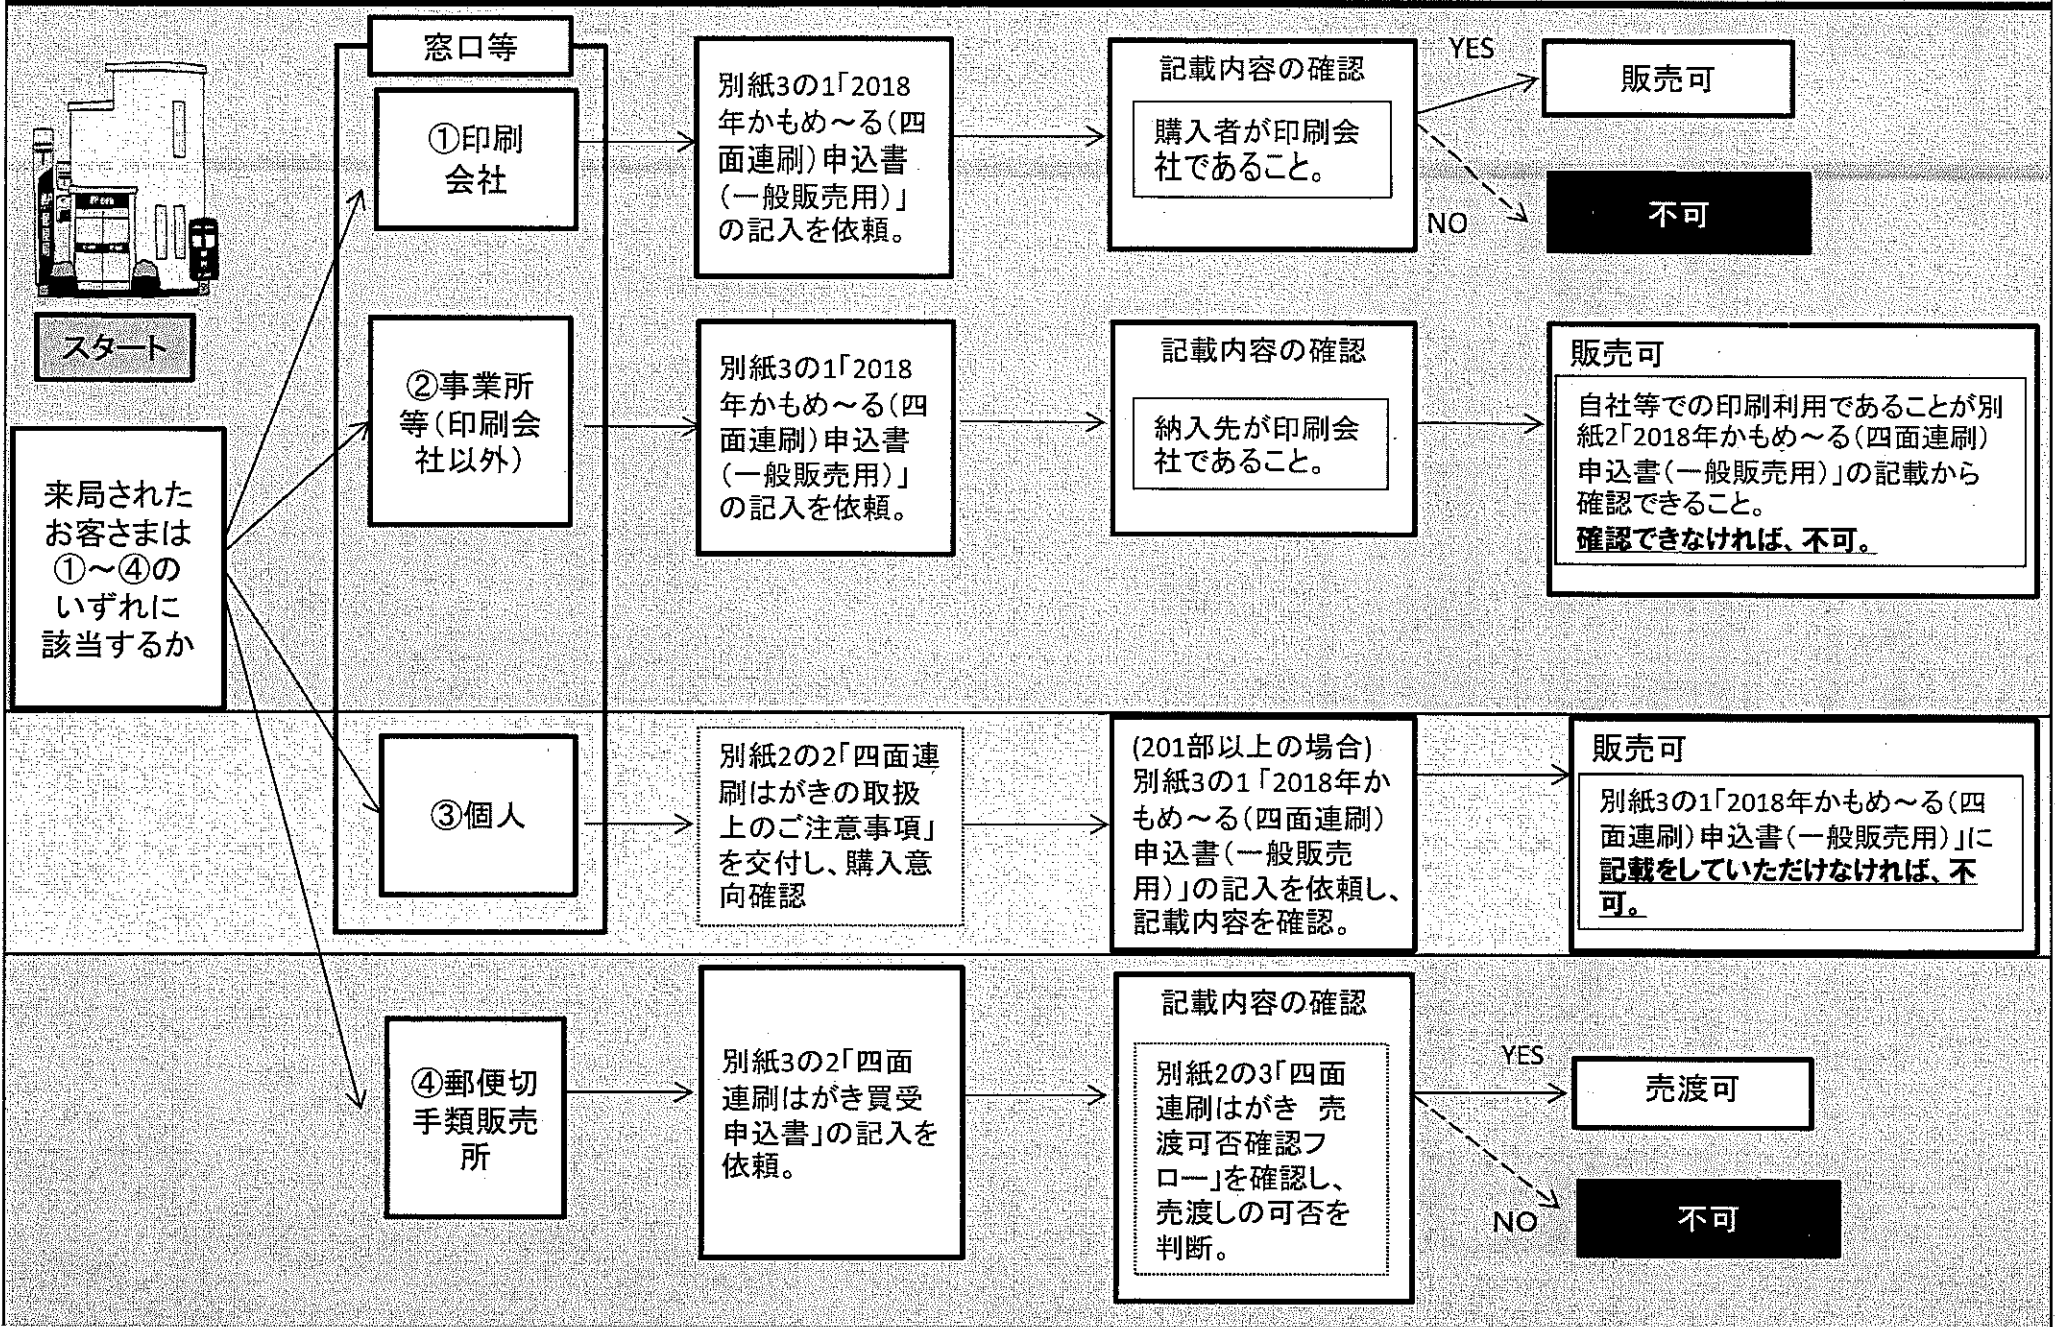 窓口等
スタート
来局された
お客さまは
①～④の
いずれに
該当するか
①印刷
会社
別紙3の1「2018
年かもめ～る(四
面連刷)申込書
(一般販売用)」
の記入を依頼。
記載内容の確認
購入者が印刷会
社であること。
YES
販売可
NO
不可
②事業所
等(印刷会
社以外)
別紙3の1「2018
年かもめ～る(四
面連刷)申込書
(一般販売用)」
の記入を依頼。
記載内容の確認
納入先が印刷会
社であること。
販売可
自社等での印刷利用であることが別
紙2「2018年かもめ～る(四面連刷)
申込書(一般販売用)」の記載から
確認できること。
確認できなければ、不可。
③個人
別紙2の2「四面連
刷はがきの取扱
上のご注意事項」
を交付し、購入意
向確認
(201部以上の場合)
別紙3の1「2018年か
もめ～る(四面連刷)
申込書(一般販売
用)」の記入を依頼し、
記載内容を確認。
販売可
別紙3の1「2018年かもめ～る(四
面連刷)申込書(一般販売用)」に
記載をしていただけなければ、不
可。
④郵便切
手類販売
所
別紙3の2「四面
連刷はがき買受
申込書」の記入を
依頼。
記載内容の確認
別紙2の3「四面
連刷はがき 売
渡可否確認フ
ロー」を確認し、
売渡しの可否を
判断。
YES
売渡可
NO
不可